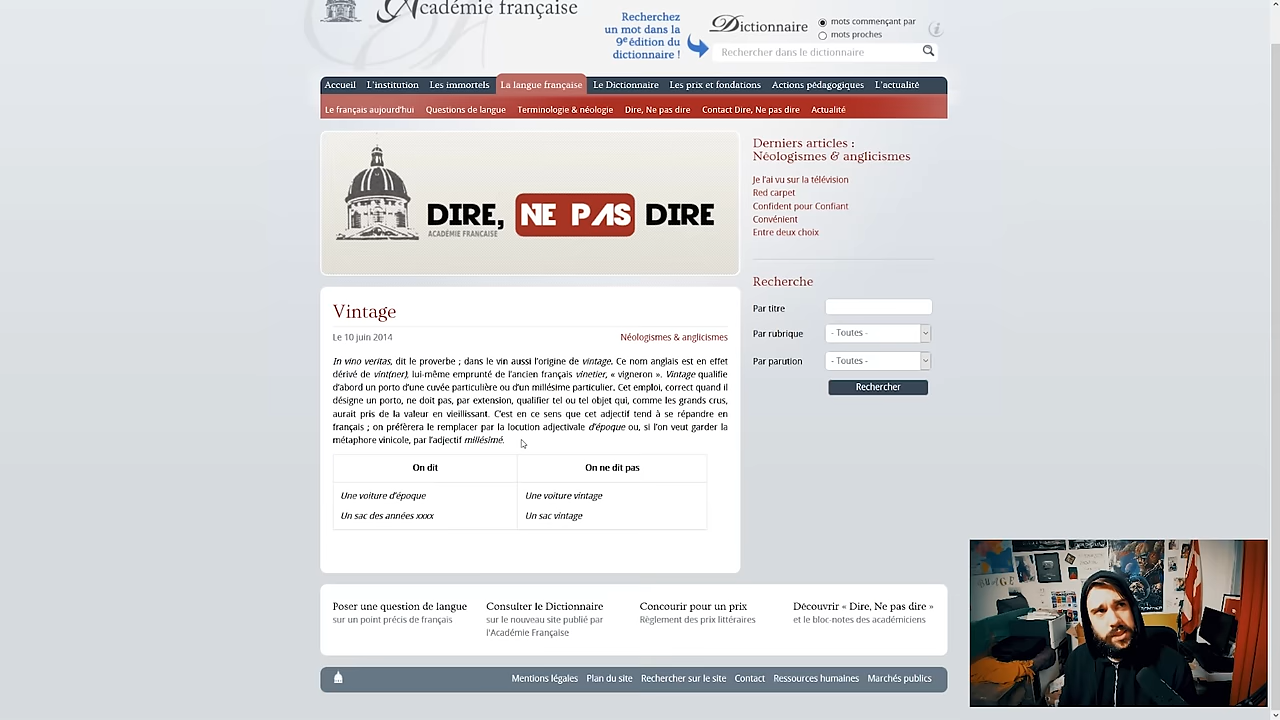 Académie française
Recherchez
un mot dans la
9e édition du
dictionnaire !
Dictionnaire
mots commençant par
mots proches
i
Rechercher dans le dictionnaire
Accueil L'institution Les immortels La langue française Le Dictionnaire Les prix et fondations Actions pédagogiques L'actualité
Le français aujourd'hui Questions de langue Terminologie & néologie Dire, Ne pas dire Contact Dire, Ne pas dire Actualité
DIRE, NE PAS DIRE
ACADÉMIE FRANÇAISE
Derniers articles :
Néologismes & anglicismes
Je l'ai vu sur la télévision
Red carpet
Confident pour Confiant
Convénient
Entre deux choix
Recherche
Par titre
Par rubrique - Toutes -
Par parution - Toutes -
Rechercher
Vintage
Le 10 juin 2014 Néologismes & anglicismes
In vino veritas, dit le proverbe ; dans le vin aussi l'origine de vintage. Ce nom anglais est en effet
dérivé de vint(ner), lui-même emprunté de l'ancien français vinetier, « vigneron ». Vintage qualifie
d'abord un porto d'une cuvée particulière ou d'un millésime particulier. Cet emploi, correct quand il
désigne un porto, ne doit pas, par extension, qualifier tel ou tel objet qui, comme les grands crus,
aurait pris de la valeur en vieillissant. C'est en ce sens que cet adjectif tend à se répandre en
français ; on préfèrera le remplacer par la locution adjectivale d'époque ou, si l'on veut garder la
métaphore vinicole, par l'adjectif millésimé.
On dit On ne dit pas
Une voiture d'époque Une voiture vintage
Un sac des années xxxx Un sac vintage
Poser une question de langue
sur un point précis de français
Consulter le Dictionnaire
sur le nouveau site publié par
l'Académie Française
Concourir pour un prix
Règlement des prix littéraires
Découvrir « Dire, Ne pas dire »
et le bloc-notes des académiciens
Mentions légales Plan du site Rechercher sur le site Contact Ressources humaines Marchés publics